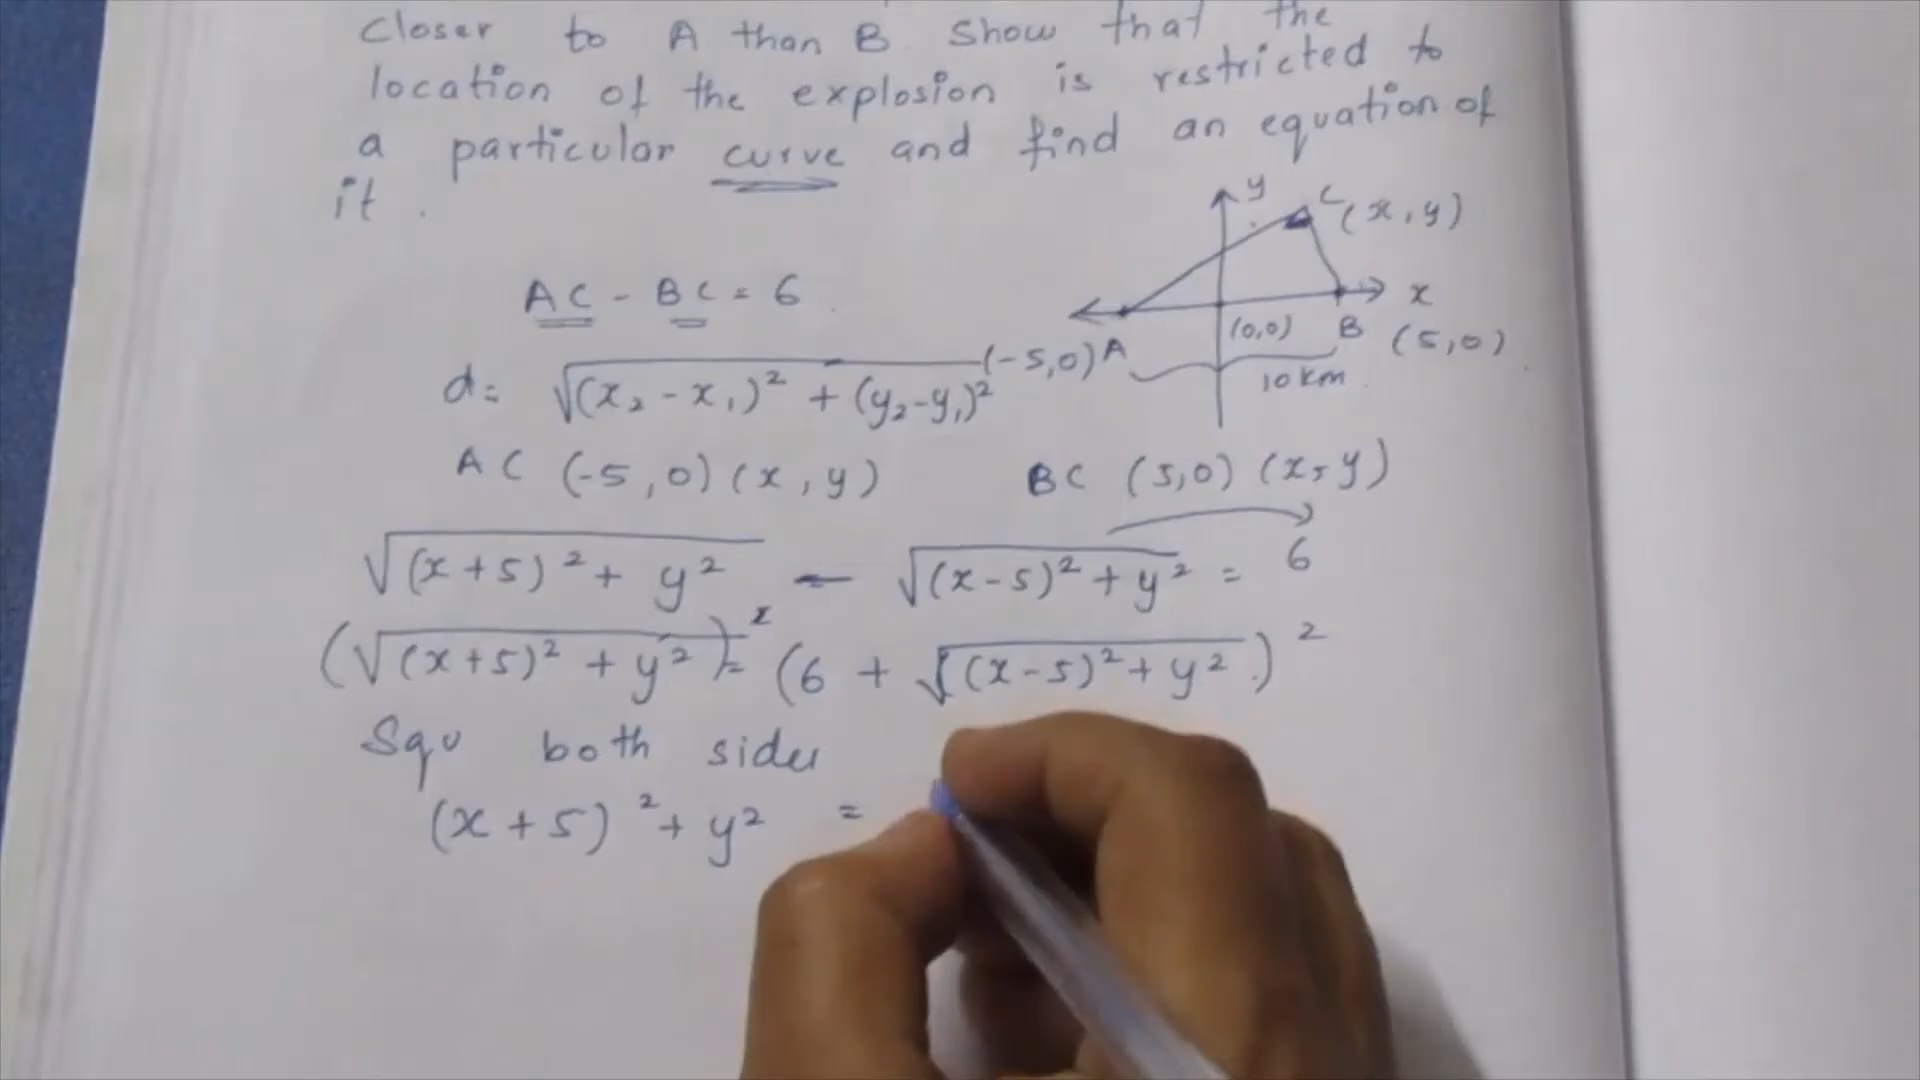 closer to A than B show that the
location of the explosion is restricted to
a particular curve and find an equation of
it .
y
C (x, y)
x
(0,0)
B (5,0)
(-5,0) A
10 km
AC - BC = 6
d = √(x₂ - x₁)² + (y₂-y₁)²
AC (-5,0) (x, y)
BC (5,0) (x, y)
√(x+5)² + y² - √(x-5)² + y² = 6
(√(x+5)² + y²)² = (6 + √(x-5)² + y²)²
Squ both sides
(x+5)² + y² =